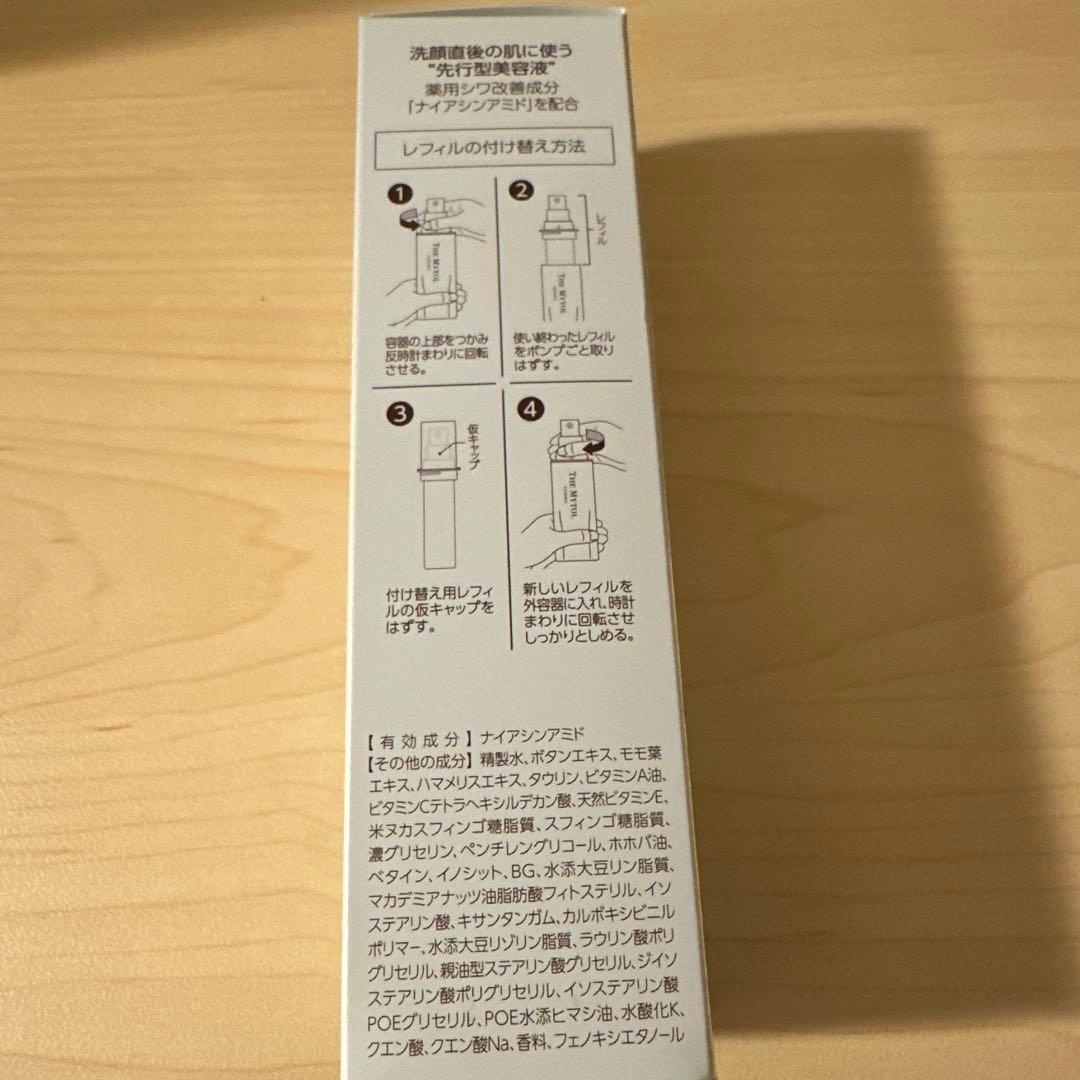 洗顔直後の肌に使う
"先行型美容液"
薬用シワ改善成分
「ナイアシンアミド」を配合
レフィルの付け替え方法
1
THE MYTOL
容器の上部をつかみ
反時計まわりに回転
させる。
2
レフィル
THE MYTOL
使い終わったレフィル
をポンプごと取り
はずす。
3
仮キャップ
付け替え用レフィ
ルの仮キャップを
はずす。
4
THE MYTOL
新しいレフィルを
外容器に入れ、時計
まわりに回転させ
しっかりとしめる。
【有効成分】ナイアシンアミド
【その他の成分】精製水、ボタンエキス、モモ葉
エキス、ハマメリスエキス、タウリン、ビタミンA油、
ビタミンCテトラヘキシルデカン酸、天然ビタミンE、
米ヌカスフィンゴ糖脂質、スフィンゴ糖脂質、
濃グリセリン、ペンチレングリコール、ホホバ油、
ベタイン、イノシット、BG、水添大豆リン脂質、
マカデミアナッツ油脂肪酸フィトステリル、イソ
ステアリン酸、キサンタンガム、カルボキシビニル
ポリマー、水添大豆リゾリン脂質、ラウリン酸ポリ
グリセリル、親油型ステアリン酸グリセリル、ジイソ
ステアリン酸ポリグリセリル、イソステアリン酸
POEグリセリル、POE水添ヒマシ油、水酸化K、
クエン酸、クエン酸Na、香料、フェノキシエタノール